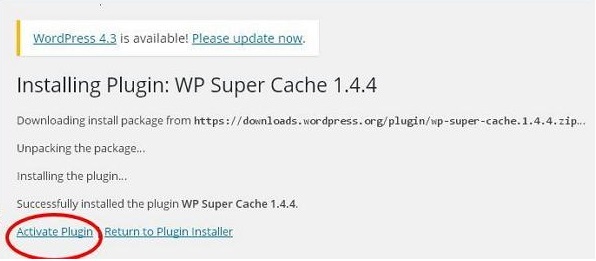 WordPress 4.3 is available! Please update now.
Installing Plugin: WP Super Cache 1.4.4
Downloading install package from https://downloads.wordpress.org/plugin/wp-super-cache.1.4.4.zip…
Unpacking the package…
Installing the plugin…
Successfully installed the plugin WP Super Cache 1.4.4.
Activate Plugin Return to Plugin Installer